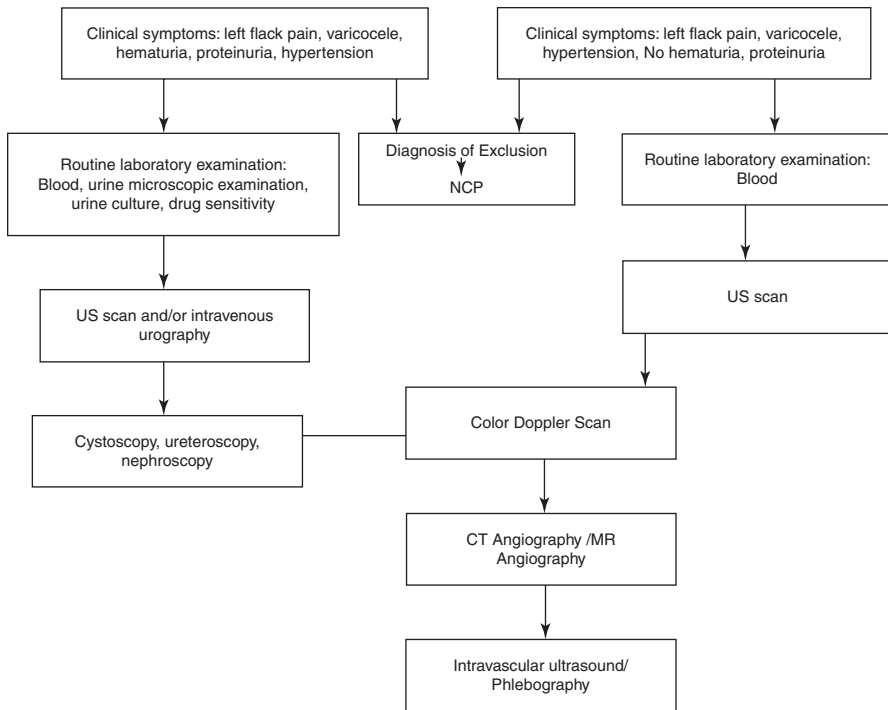 Clinical symptoms: left flack pain, varicocele,
hematuria, proteinuria, hypertension
Clinical symptoms: left flack pain, varicocele,
hypertension, No hematuria, proteinuria
Routine laboratory examination:
Blood, urine microscopic examination,
urine culture, drug sensitivity
Diagnosis of Exclusion
NCP
Routine laboratory examination:
Blood
US scan and/or intravenous
urography
US scan
Cystoscopy, ureteroscopy,
nephroscopy
Color Doppler Scan
CT Angiography /MR
Angiography
Intravascular ultrasound/
Phlebography